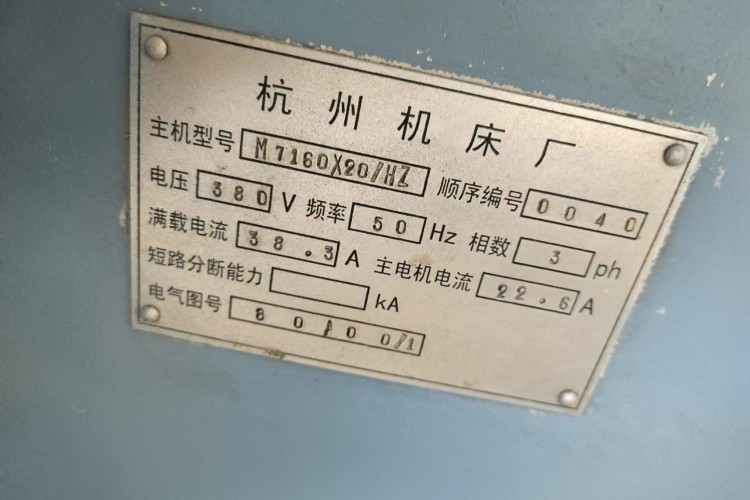 杭州机床厂
主机型号 M7160X20/HZ 顺序编号 0040
电压 380 V 频率 50 Hz 相数 3 ph
满载电流 38.3 A 主电机电流 22.6 A
短路分断能力 kA
电气图号